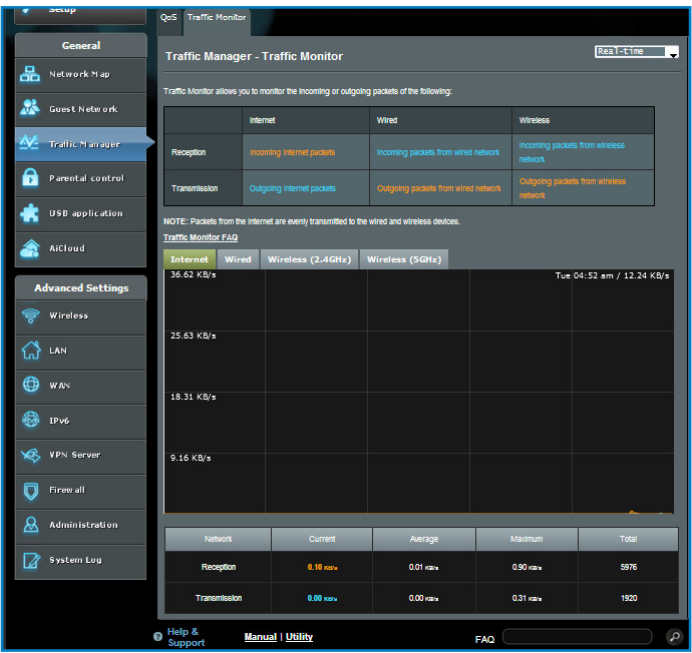 Setup
QoS Traffic Monitor
General
Network Map
Guest Network
Traffic Manager
Parental control
USB application
AiCloud
Advanced Settings
Wireless
LAN
WAN
IPv6
VPN Server
Firewall
Administration
System Log
Traffic Manager - Traffic Monitor
Real-time
Traffic Monitor allows you to monitor the incoming or outgoing packets of the following:
Internet Wired Wireless
Reception Incoming Internet packets Incoming packets from wired network Incoming packets from wireless network
Transmission Outgoing Internet packets Outgoing packets from wired network Outgoing packets from wireless network
NOTE: Packets from the Internet are evenly transmitted to the wired and wireless devices.
Traffic Monitor FAQ
Internet Wired Wireless (2.4GHz) Wireless (5GHz)
36.62 KB/s Tue 04:52 am / 12.24 KB/s
25.63 KB/s
18.31 KB/s
9.16 KB/s
Network Current Average Maximum Total
Reception 0.10 KB/s 0.01 KB/s 0.90 KB/s 5976
Transmission 0.00 KB/s 0.00 KB/s 0.31 KB/s 1920
Help & Support Manual | Utility FAQ